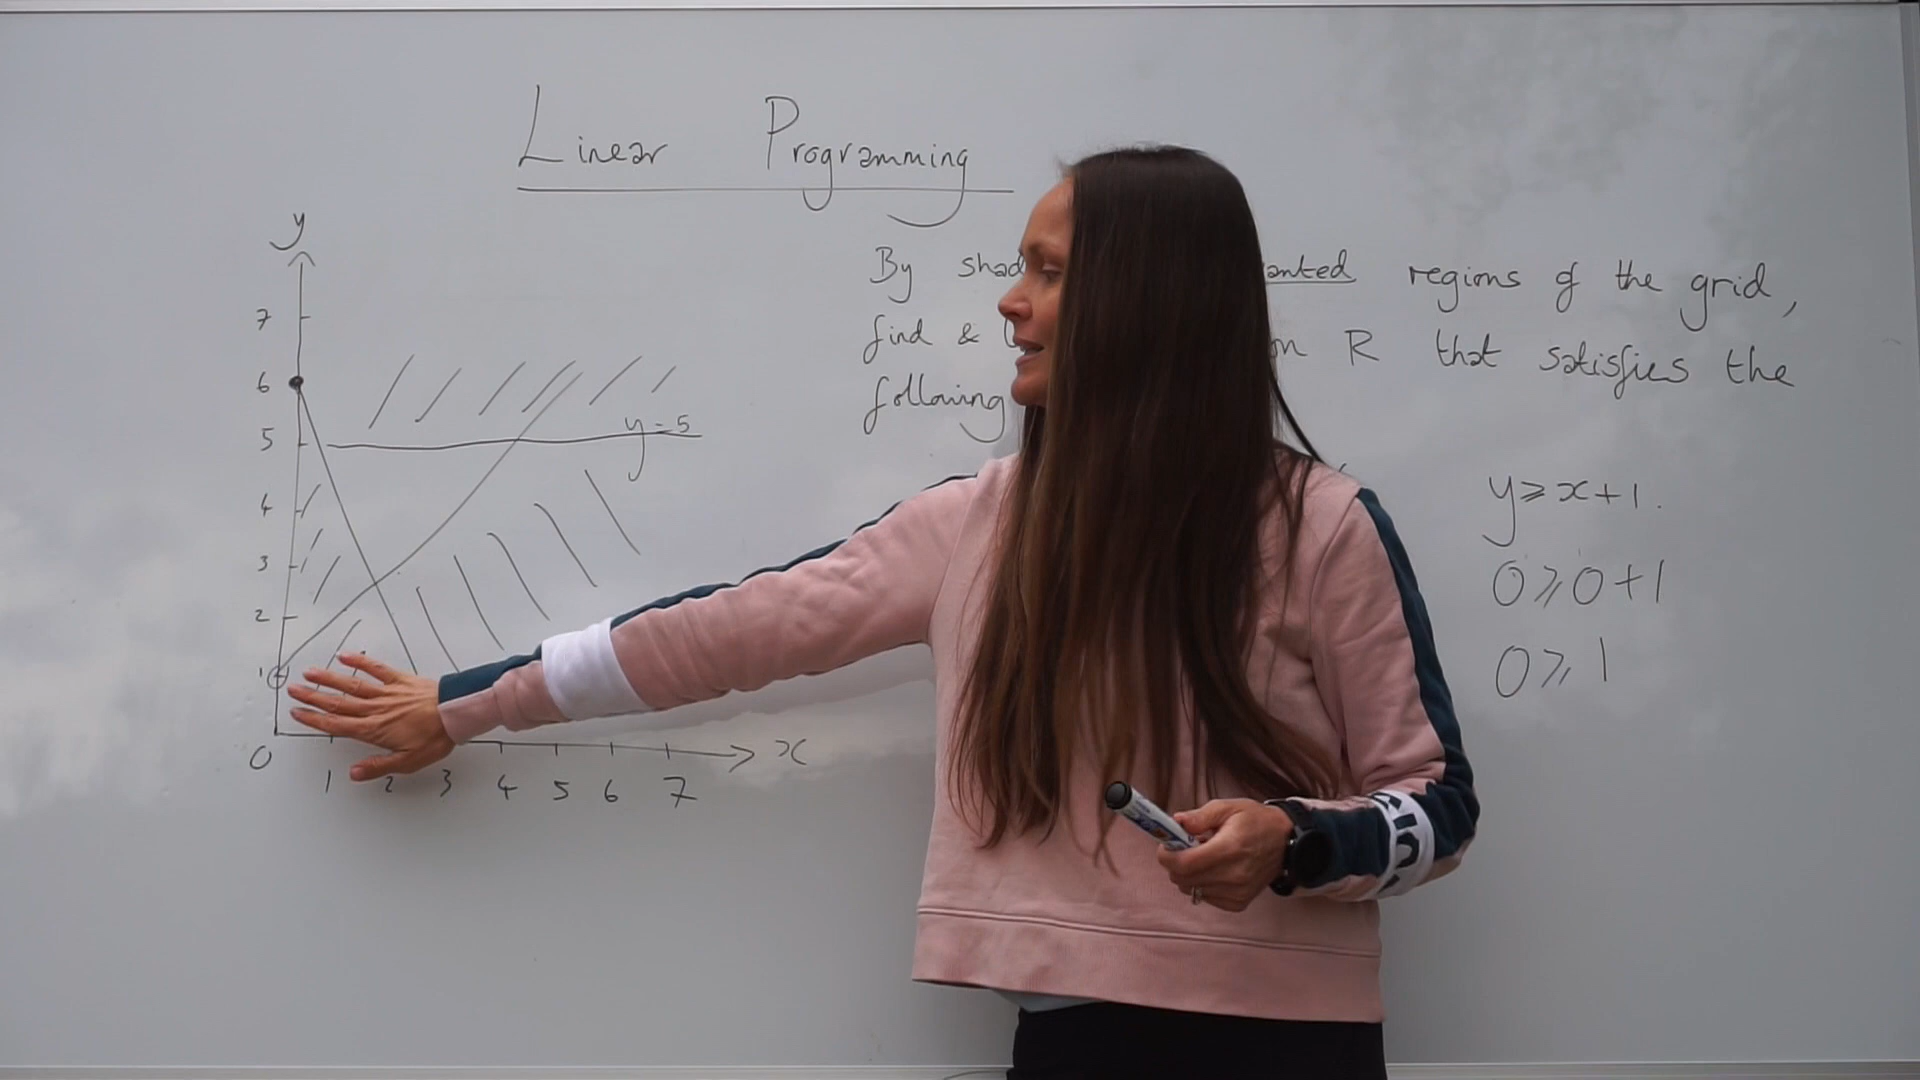 Linear Programming
By shad anted regions of the grid,
find & on R that satisfies the
following
y
7
6
5
4
3
2
1
0
y = 5
1 2 3 4 5 6 7 x
y ⩾ x + 1.
0 ⩾ 0 + 1
0 ⩾ 1